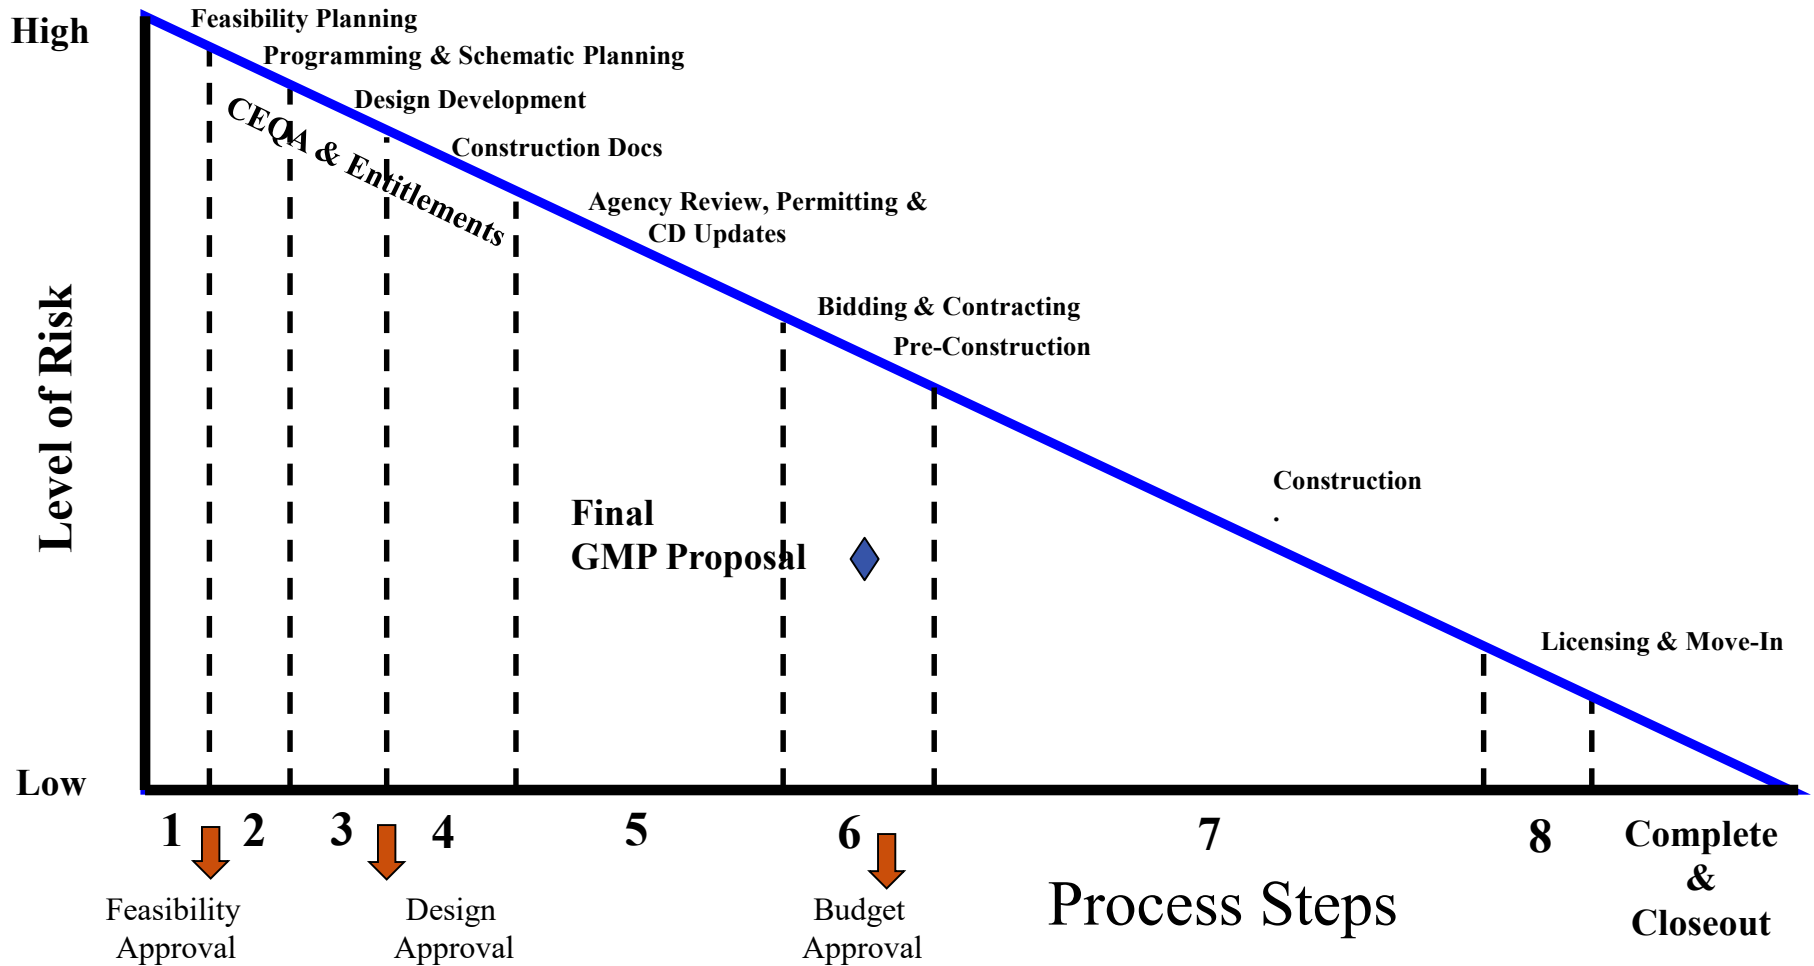 High
Feasibility Planning
Programming & Schematic Planning
Design Development
CEQA & Entitlements
Construction Docs
Agency Review, Permitting &
CD Updates
Bidding & Contracting
Pre-Construction
Level of Risk
Construction
.
Final
GMP Proposal
Licensing & Move-In
Low
1 2 3 4 5 6 7 8
Complete
&
Closeout
Feasibility
Approval
Design
Approval
Budget
Approval
Process Steps